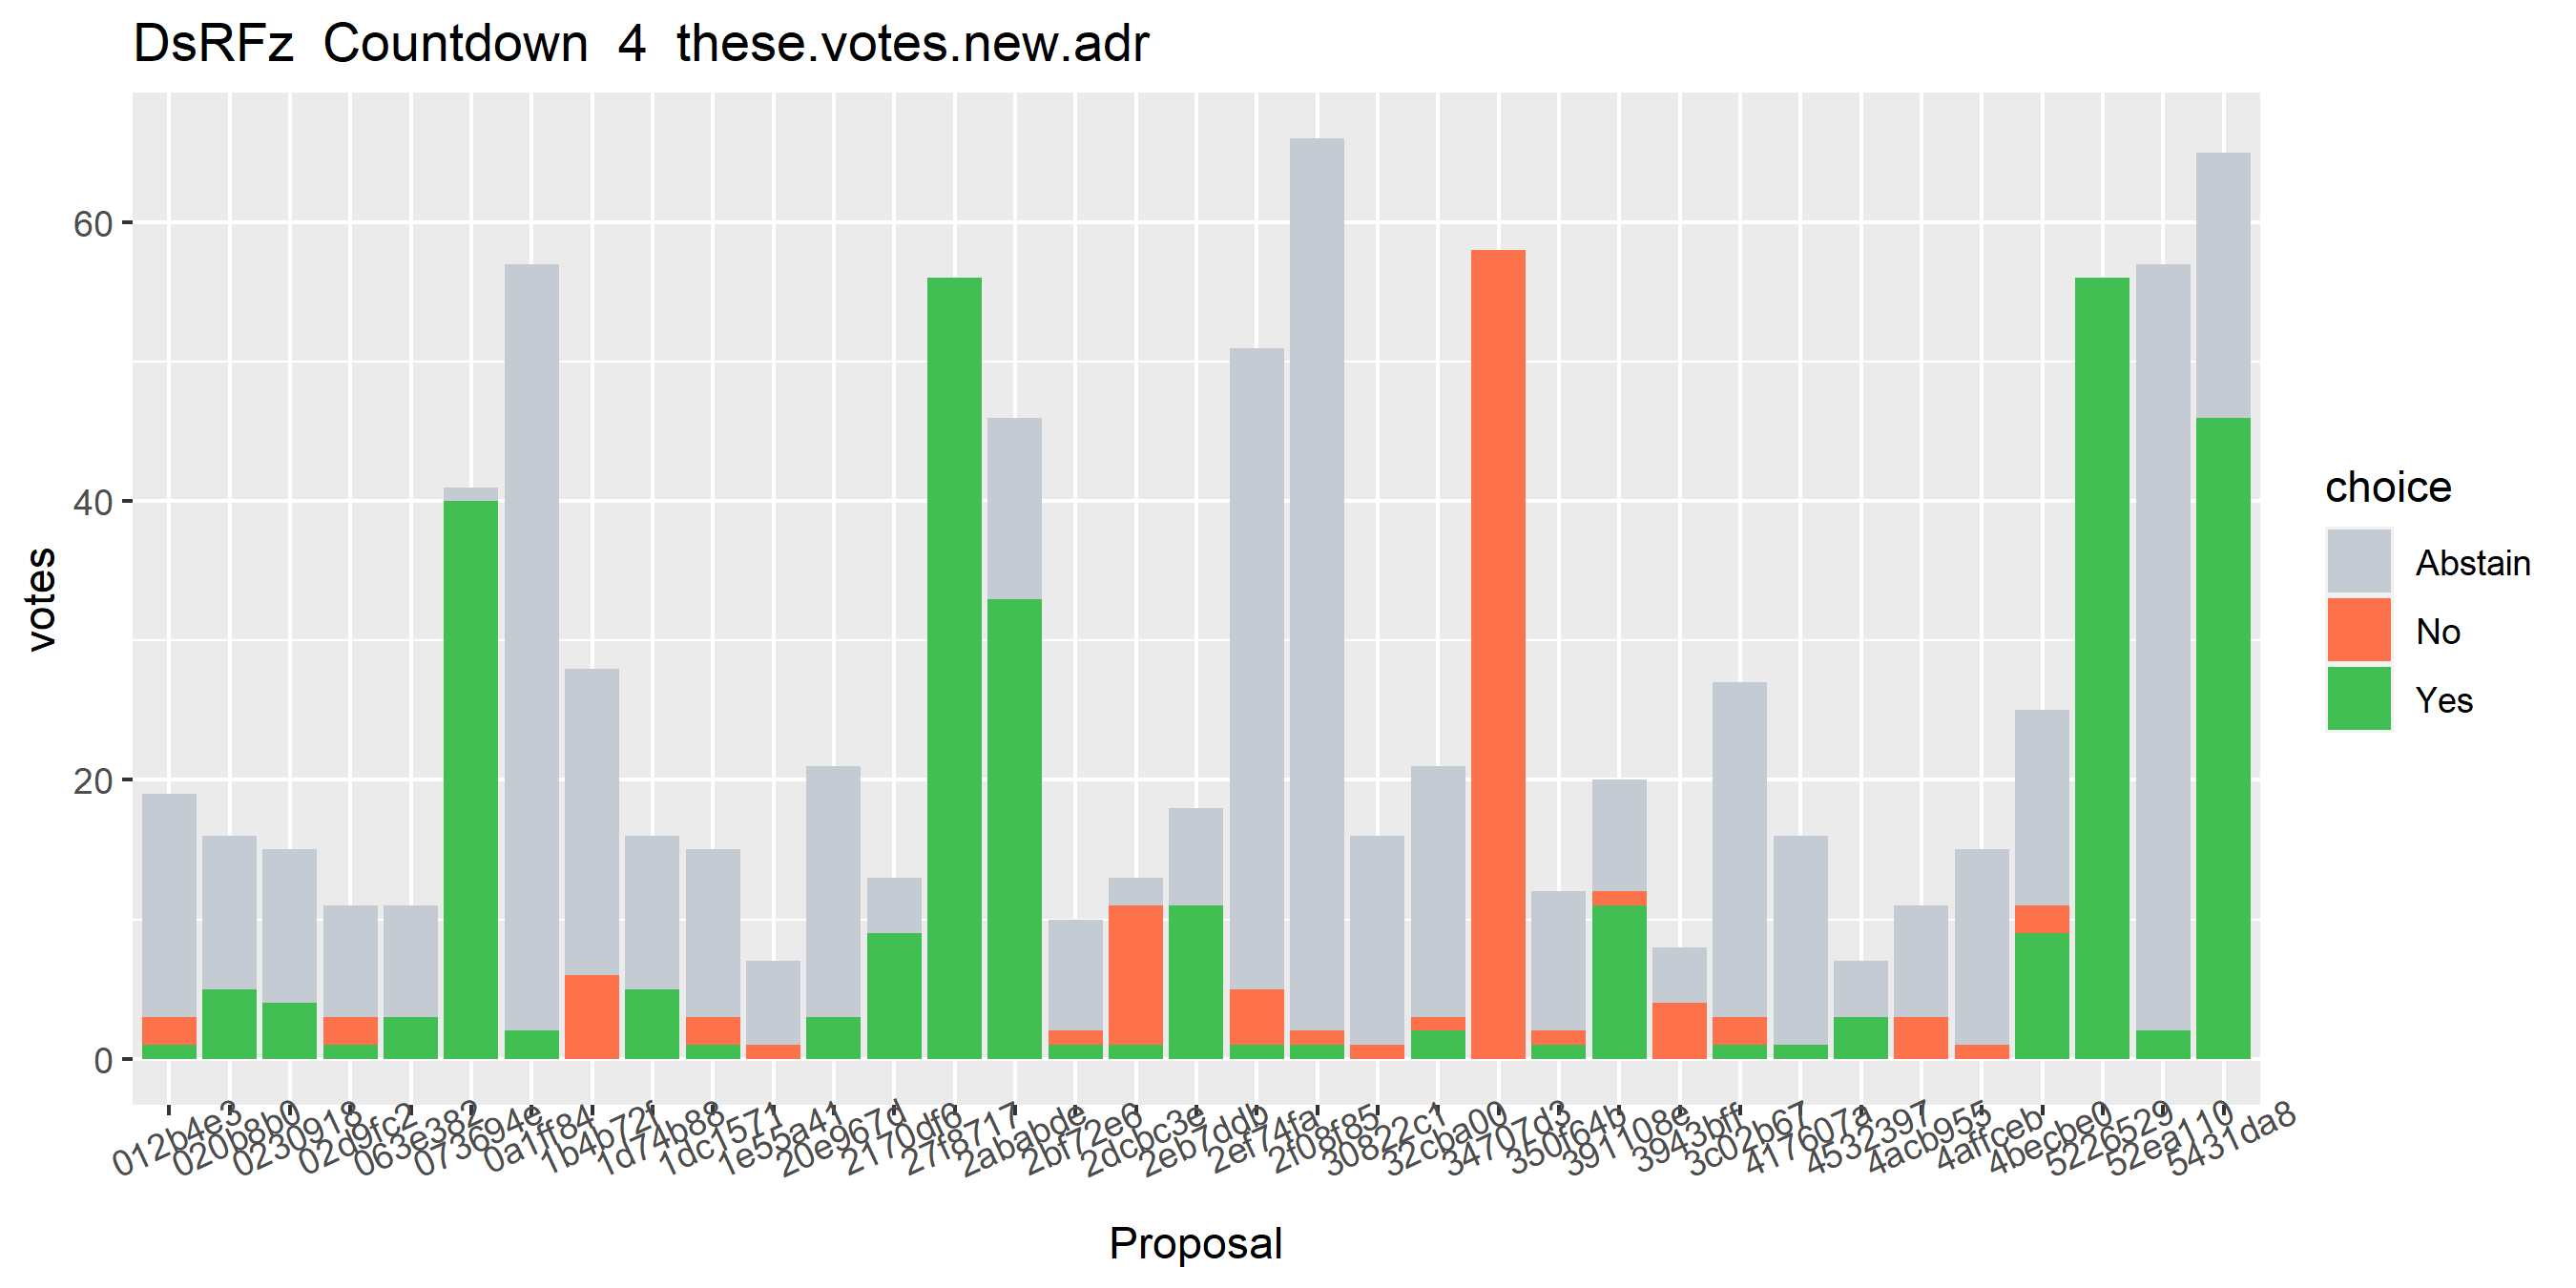 DsRFz Countdown 4 these.votes.new.adr
votes
60
40
20
0
012b4e3
020b8b0
0230918
02d9fc2
063e382
073694e
0a1ff84
1b4b72f
1d74b88
1dc1571
1e55a41
20e967d
2170df6
27f8717
2ababde
2bf72e6
2dcbc3e
2eb7ddb
2ef74fa
2f08f85
30822c1
32cba00
34707d3
350f64b
391108e
3943bff
3c02b67
417607a
4532397
4acb955
4affceb
4becbe0
5226529
52ea110
5431da8
Proposal
choice
Abstain
No
Yes